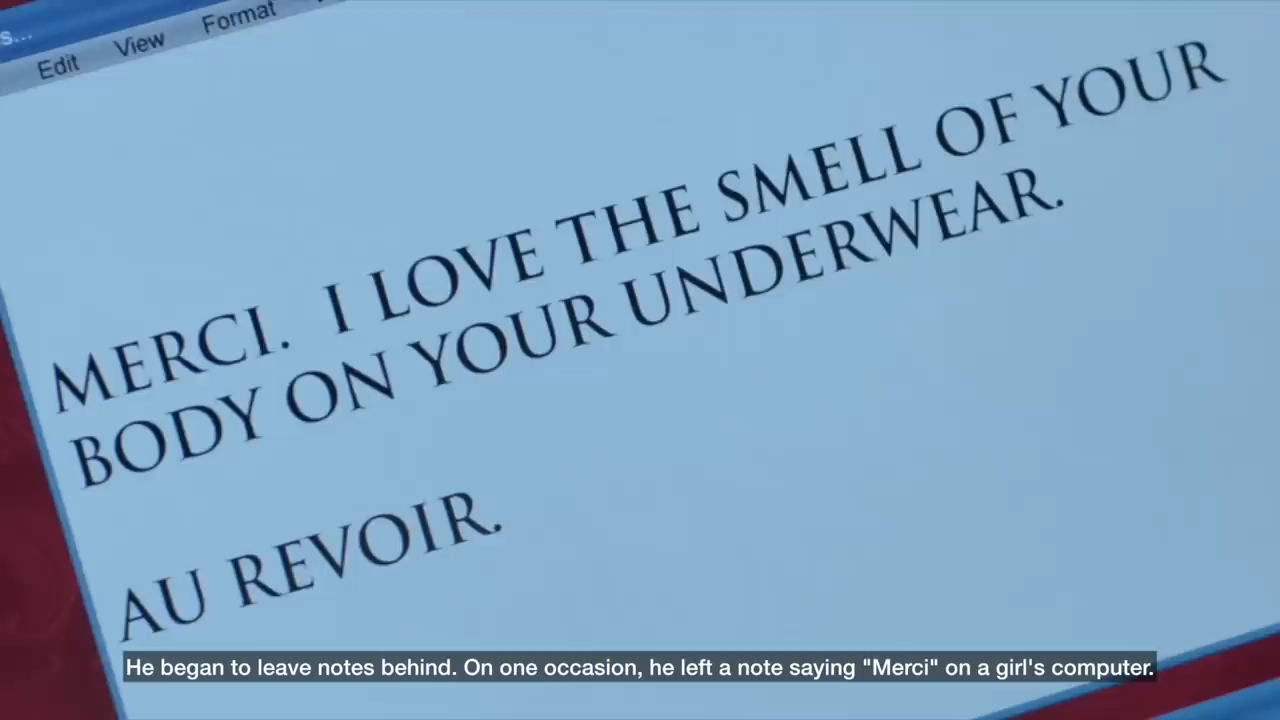 s...
Edit View Format
MERCI. I LOVE THE SMELL OF YOUR
BODY ON YOUR UNDERWEAR.
AU REVOIR.
He began to leave notes behind. On one occasion, he left a note saying "Merci" on a girl's computer.